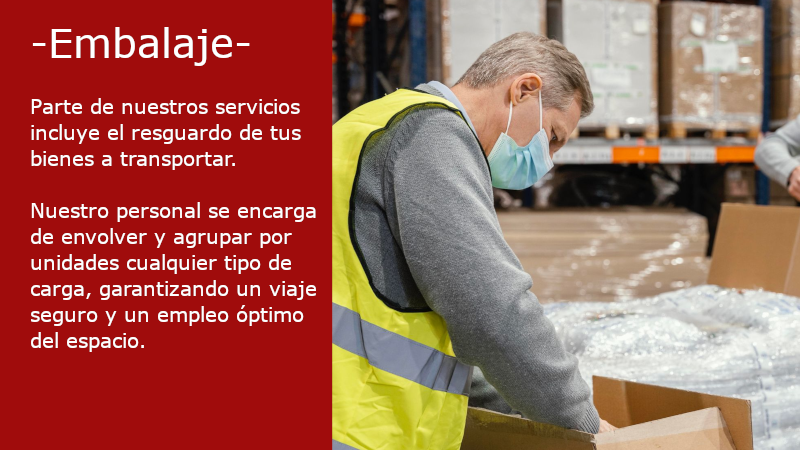 -Embalaje-
Parte de nuestros servicios
incluye el resguardo de tus
bienes a transportar.
Nuestro personal se encarga
de envolver y agrupar por
unidades cualquier tipo de
carga, garantizando un viaje
seguro y un empleo óptimo
del espacio.